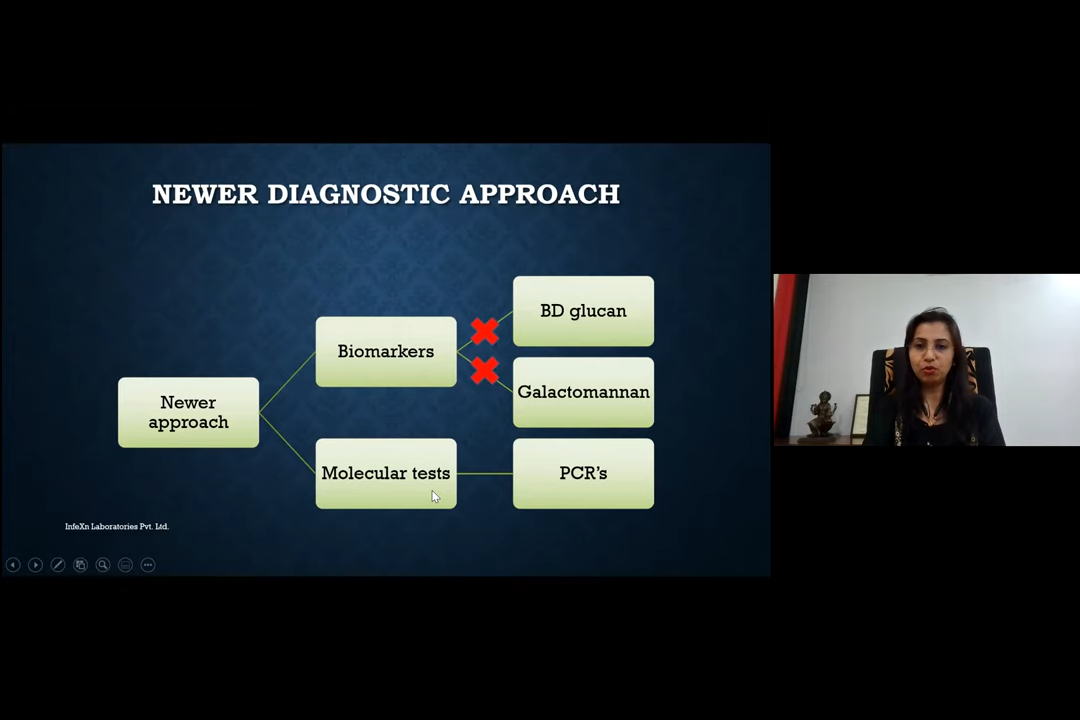 NEWER DIAGNOSTIC APPROACH
Newer
approach
Biomarkers
BD glucan
Galactomannan
Molecular tests
PCR's
InfeXn Laboratories Pvt. Ltd.